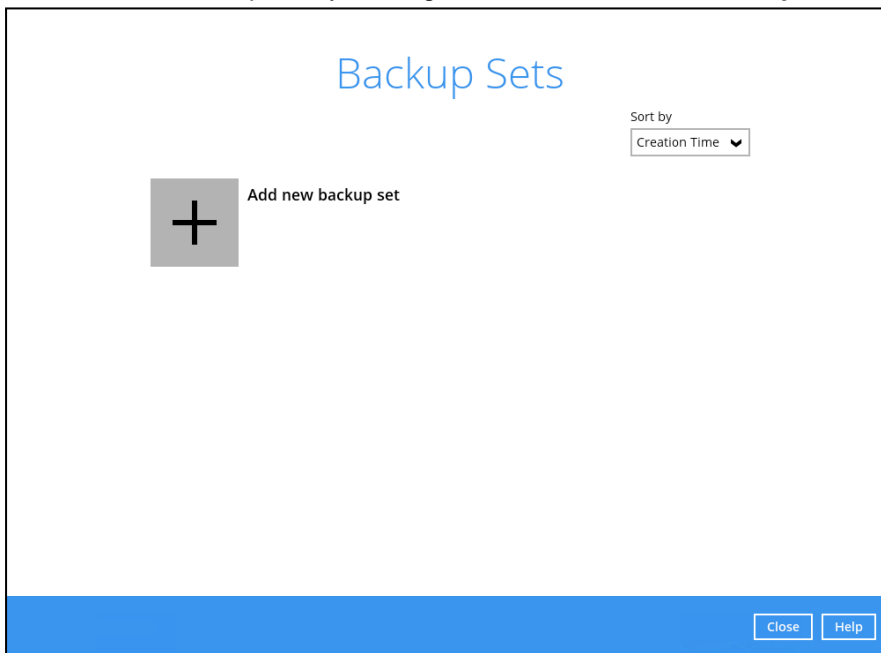 Backup Sets
Sort by
Creation Time
Add new backup set
Close Help